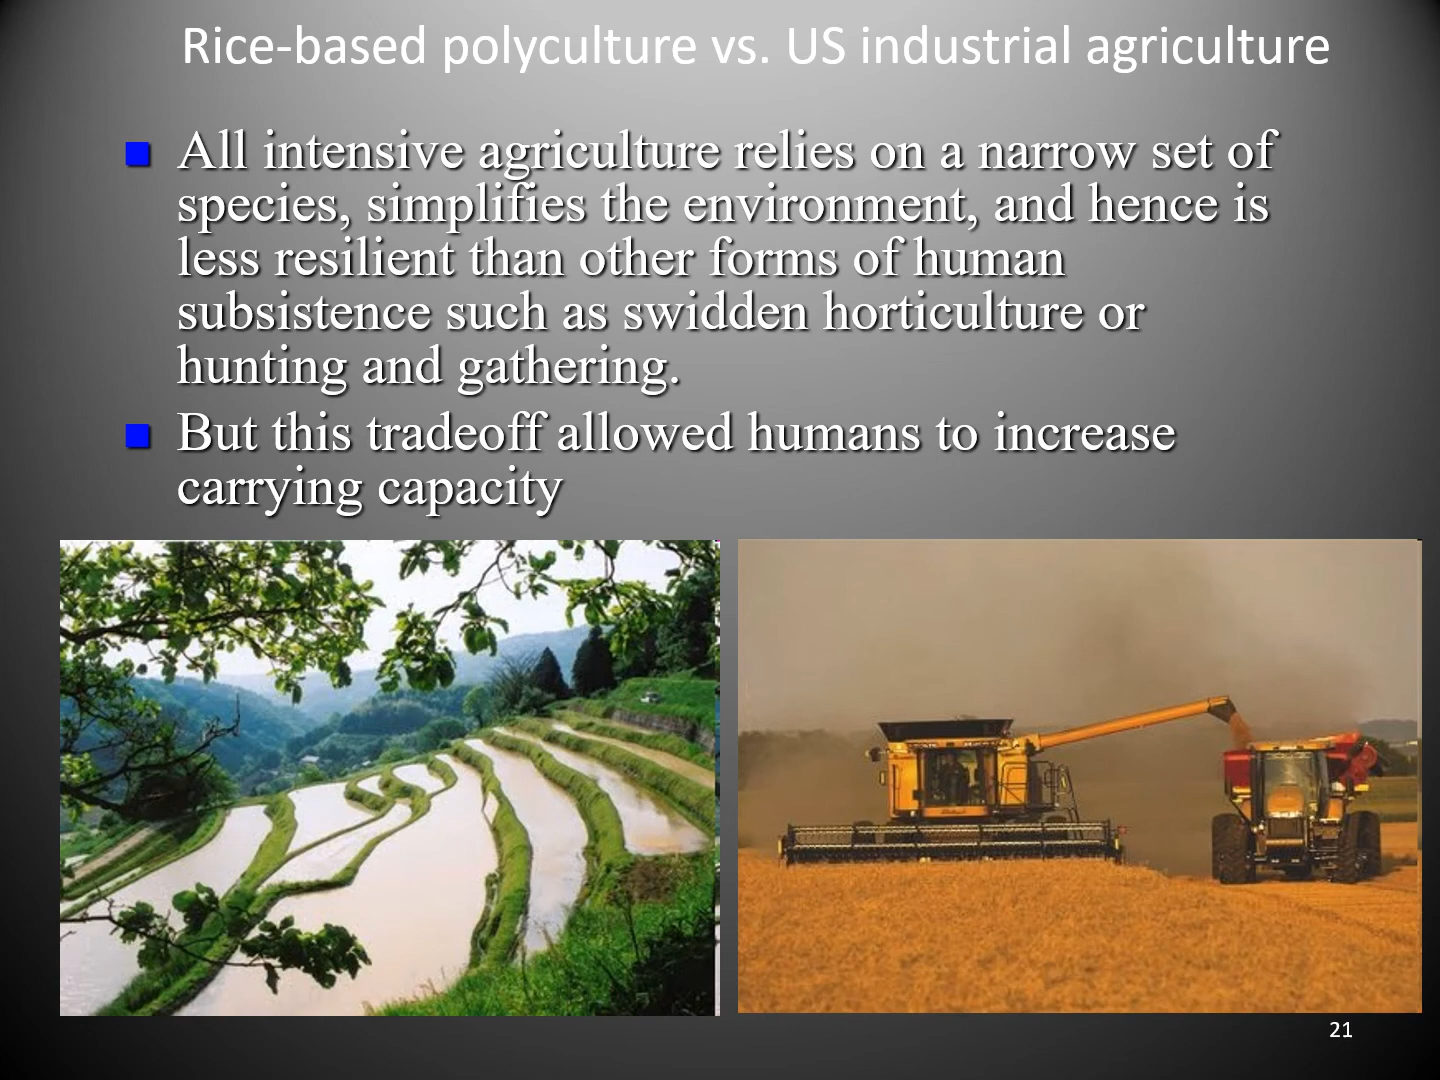 Rice-based polyculture vs. US industrial agriculture
All intensive agriculture relies on a narrow set of
species, simplifies the environment, and hence is
less resilient than other forms of human
subsistence such as swidden horticulture or
hunting and gathering.
But this tradeoff allowed humans to increase
carrying capacity
21